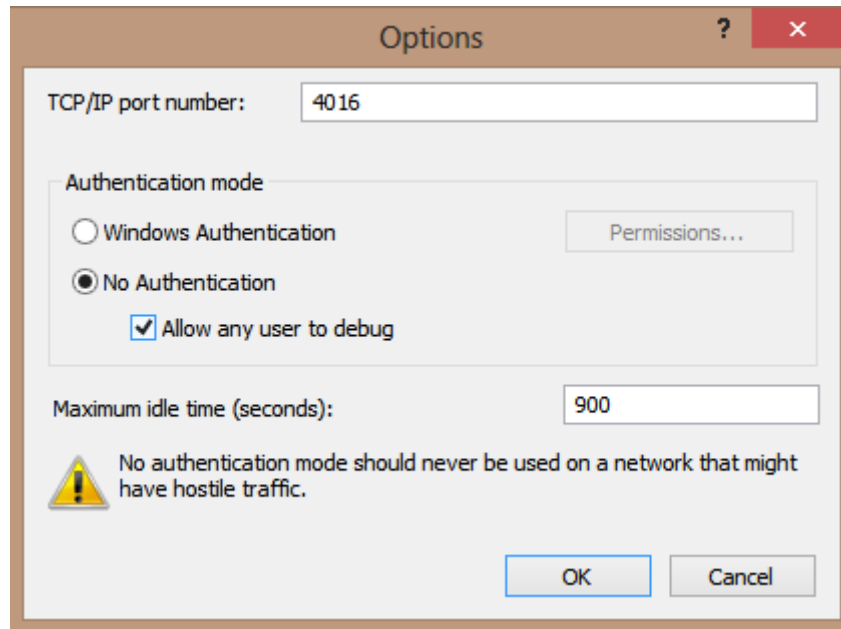 Options
?
TCP/IP port number: 4016
Authentication mode
Windows Authentication Permissions...
No Authentication
Allow any user to debug
Maximum idle time (seconds): 900
No authentication mode should never be used on a network that might
have hostile traffic.
OK Cancel